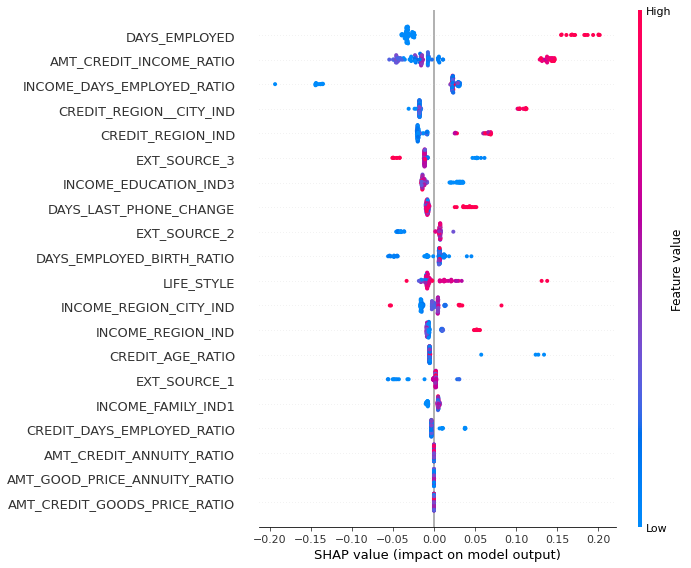 High
DAYS_EMPLOYED
AMT_CREDIT_INCOME_RATIO
INCOME_DAYS_EMPLOYED_RATIO
CREDIT_REGION__CITY_IND
CREDIT_REGION_IND
EXT_SOURCE_3
INCOME_EDUCATION_IND3
DAYS_LAST_PHONE_CHANGE
EXT_SOURCE_2
DAYS_EMPLOYED_BIRTH_RATIO
LIFE_STYLE
INCOME_REGION_CITY_IND
INCOME_REGION_IND
CREDIT_AGE_RATIO
EXT_SOURCE_1
INCOME_FAMILY_IND1
CREDIT_DAYS_EMPLOYED_RATIO
AMT_CREDIT_ANNUITY_RATIO
AMT_GOOD_PRICE_ANNUITY_RATIO
AMT_CREDIT_GOODS_PRICE_RATIO
Feature value
Low
−0.20 −0.15 −0.10 −0.05 0.00 0.05 0.10 0.15 0.20
SHAP value (impact on model output)